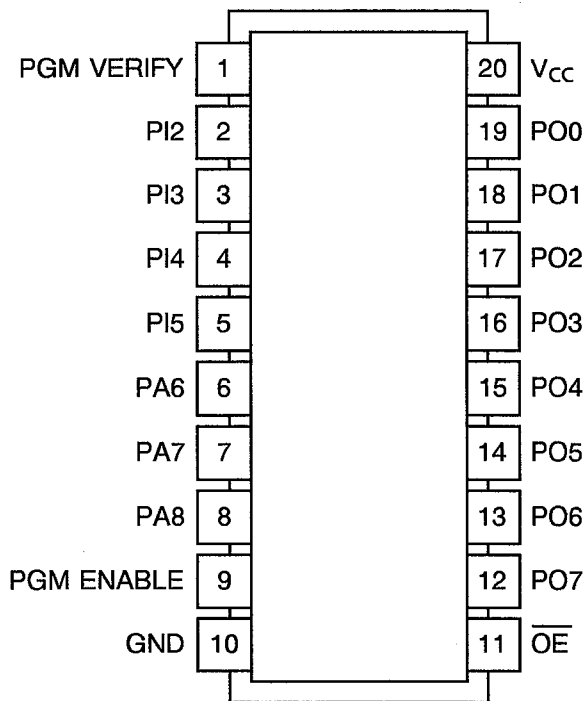 PGM VERIFY 1 20 VCC
PI2 2 19 PO0
PI3 3 18 PO1
PI4 4 17 PO2
PI5 5 16 PO3
PA6 6 15 PO4
PA7 7 14 PO5
PA8 8 13 PO6
PGM ENABLE 9 12 PO7
GND 10 11 O̅E̅